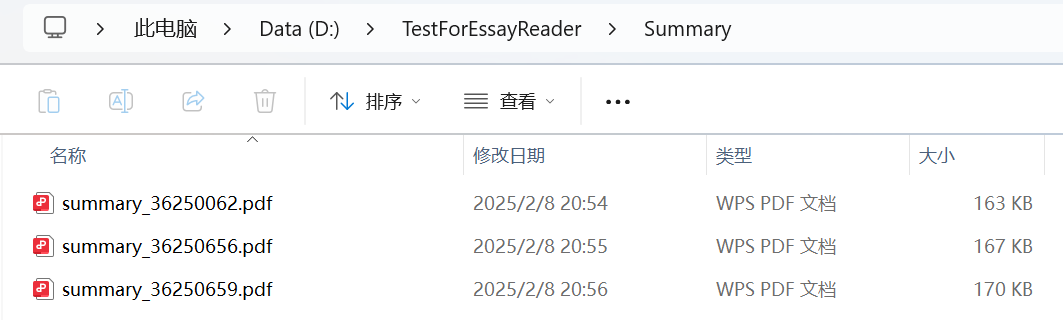 此电脑 > Data (D:) > TestForEssayReader > Summary
排序 查看 •••
名称 修改日期 类型 大小
summary_36250062.pdf 2025/2/8 20:54 WPS PDF 文档 163 KB
summary_36250656.pdf 2025/2/8 20:55 WPS PDF 文档 167 KB
summary_36250659.pdf 2025/2/8 20:56 WPS PDF 文档 170 KB